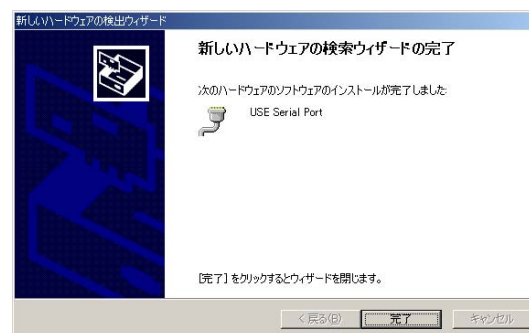 新しいハードウェアの検出ウィザード
新しいハードウェアの検索ウィザードの完了
次のハードウェアのソフトウェアのインストールが完了しました:
USE Serial Port
[完了] をクリックするとウィザードを閉じます。
< 戻る(B)
完了
キャンセル